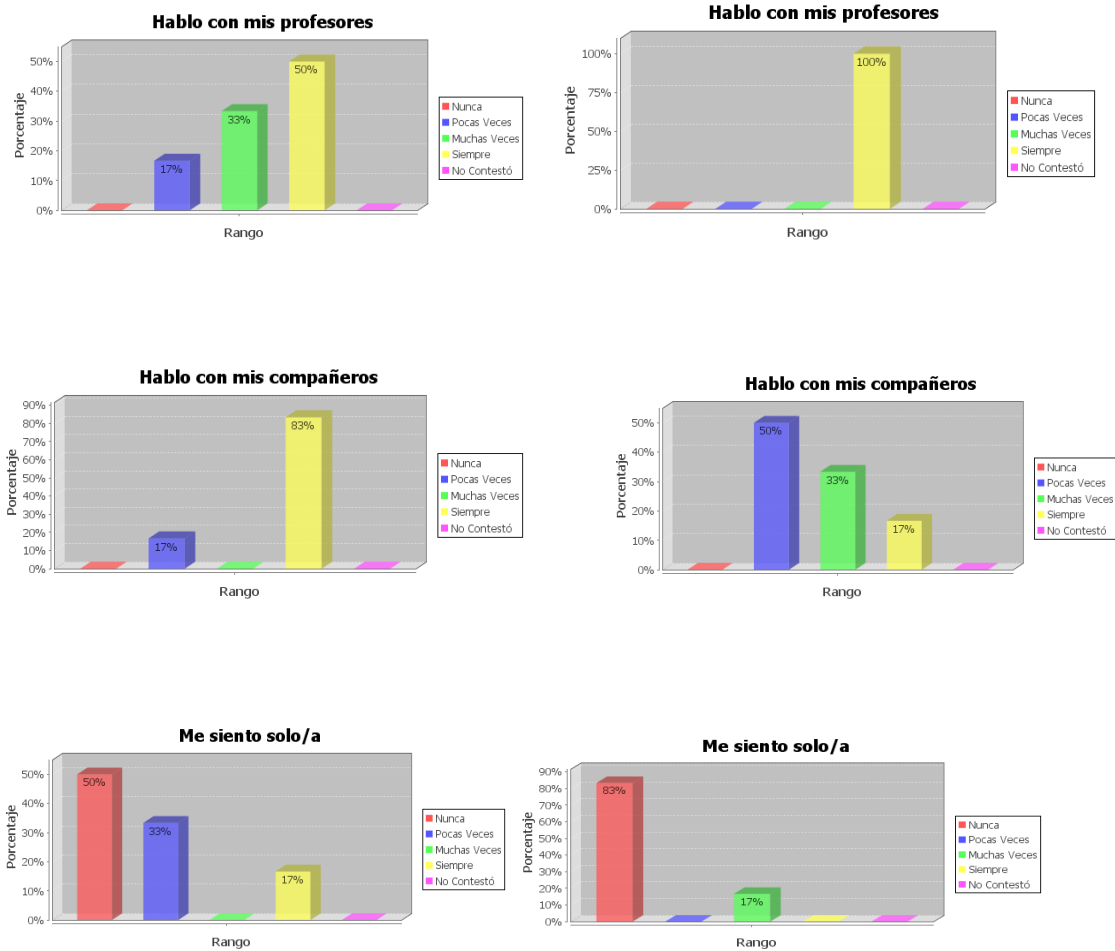 Hablo con mis profesores
50%
40%
30%
20%
10%
0%
Porcentaje
17%
33%
50%
Rango
Nunca
Pocas Veces
Muchas Veces
Siempre
No Contestó
Hablo con mis profesores
100%
75%
50%
25%
0%
Porcentaje
100%
Rango
Nunca
Pocas Veces
Muchas Veces
Siempre
No Contestó
Hablo con mis compañeros
90%
80%
70%
60%
50%
40%
30%
20%
10%
0%
Porcentaje
17%
83%
Rango
Nunca
Pocas Veces
Muchas Veces
Siempre
No Contestó
Hablo con mis compañeros
50%
40%
30%
20%
10%
0%
Porcentaje
50%
33%
17%
Rango
Nunca
Pocas Veces
Muchas Veces
Siempre
No Contestó
Me siento solo/a
50%
40%
30%
20%
10%
0%
Porcentaje
50%
33%
17%
Rango
Nunca
Pocas Veces
Muchas Veces
Siempre
No Contestó
Me siento solo/a
90%
80%
70%
60%
50%
40%
30%
20%
10%
0%
Porcentaje
83%
17%
Rango
Nunca
Pocas Veces
Muchas Veces
Siempre
No Contestó